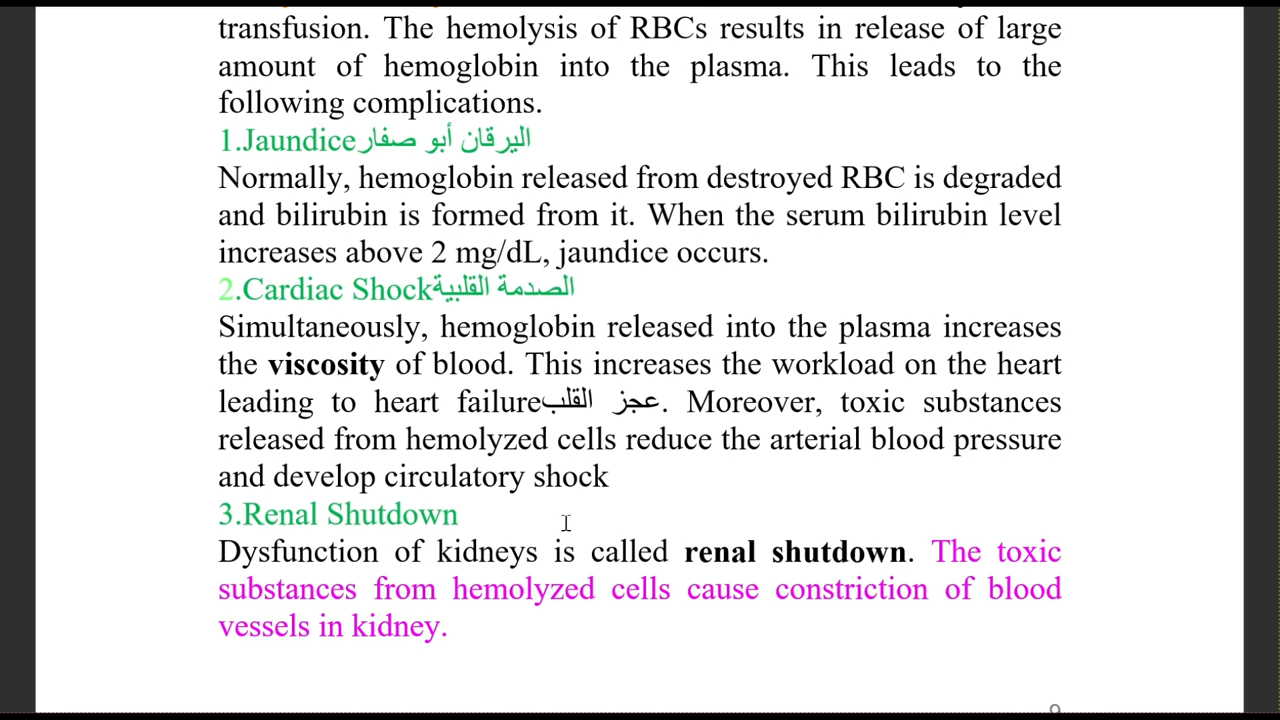 transfusion. The hemolysis of RBCs results in release of large
amount of hemoglobin into the plasma. This leads to the
following complications.
1.Jaundiceاليرقان أبو صفار
Normally, hemoglobin released from destroyed RBC is degraded
and bilirubin is formed from it. When the serum bilirubin level
increases above 2 mg/dL, jaundice occurs.
2.Cardiac Shockالصدمة القلبية
Simultaneously, hemoglobin released into the plasma increases
the viscosity of blood. This increases the workload on the heart
leading to heart failureعجز القلب. Moreover, toxic substances
released from hemolyzed cells reduce the arterial blood pressure
and develop circulatory shock
3.Renal Shutdown
Dysfunction of kidneys is called renal shutdown. The toxic
substances from hemolyzed cells cause constriction of blood
vessels in kidney.